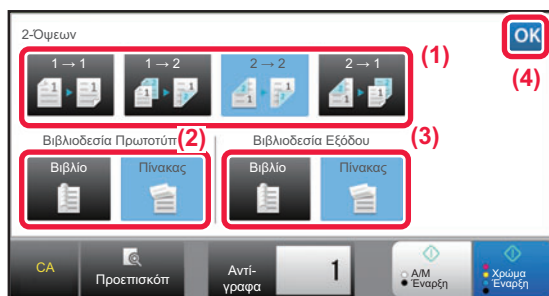 2-Όψεων
OK
1 → 1
1 → 2
2 → 2
2 → 1
(1)
(4)
Βιβλιοδεσία Πρωτοτύπ
(2)
Βιβλιοδεσία Εξόδου
(3)
Βιβλίο
Πίνακας
Βιβλίο
Πίνακας
CA
Προεπισκόπ
Αντί-
γραφα
1
Α/Μ
Έναρξη
Χρώμα
Έναρξη